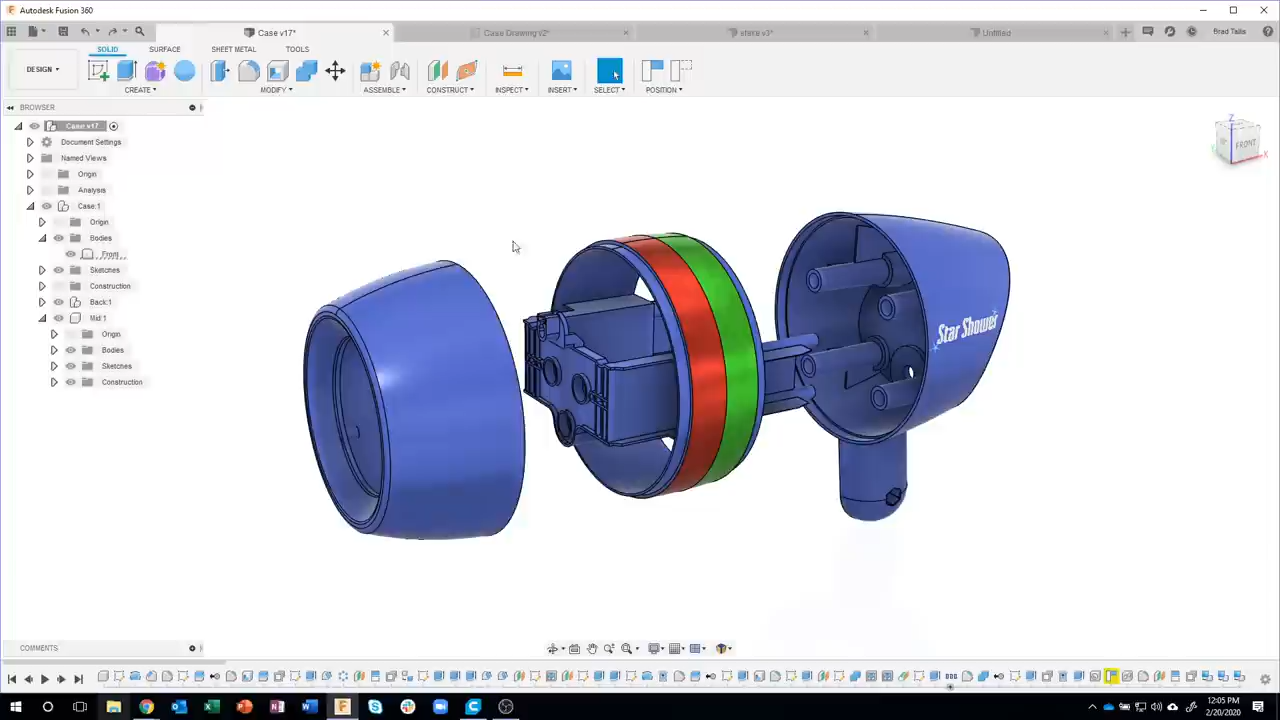 Autodesk Fusion 360
Case v17*
Case Drawing v2*
stake v3*
Untitled
Brad Tallis
DESIGN
SOLID
SURFACE
SHEET METAL
TOOLS
CREATE
MODIFY
ASSEMBLE
CONSTRUCT
INSPECT
INSERT
SELECT
POSITION
BROWSER
Case v17
Document Settings
Named Views
Origin
Analysis
Case:1
Origin
Bodies
Front
Sketches
Construction
Back:1
Mid:1
Origin
Bodies
Sketches
Construction
Z
FRONT
X
Star Shower
COMMENTS
12:05 PM
2/20/2020